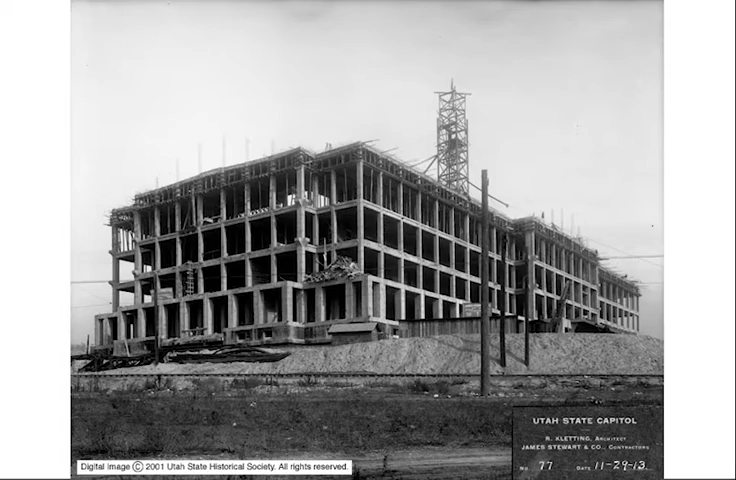 UTAH STATE CAPITOL
R. KLETTING, ARCHITECT
JAMES STEWART & CO., CONTRACTORS
No. 77 DATE 11-29-13
Digital Image © 2001 Utah State Historical Society. All rights reserved.